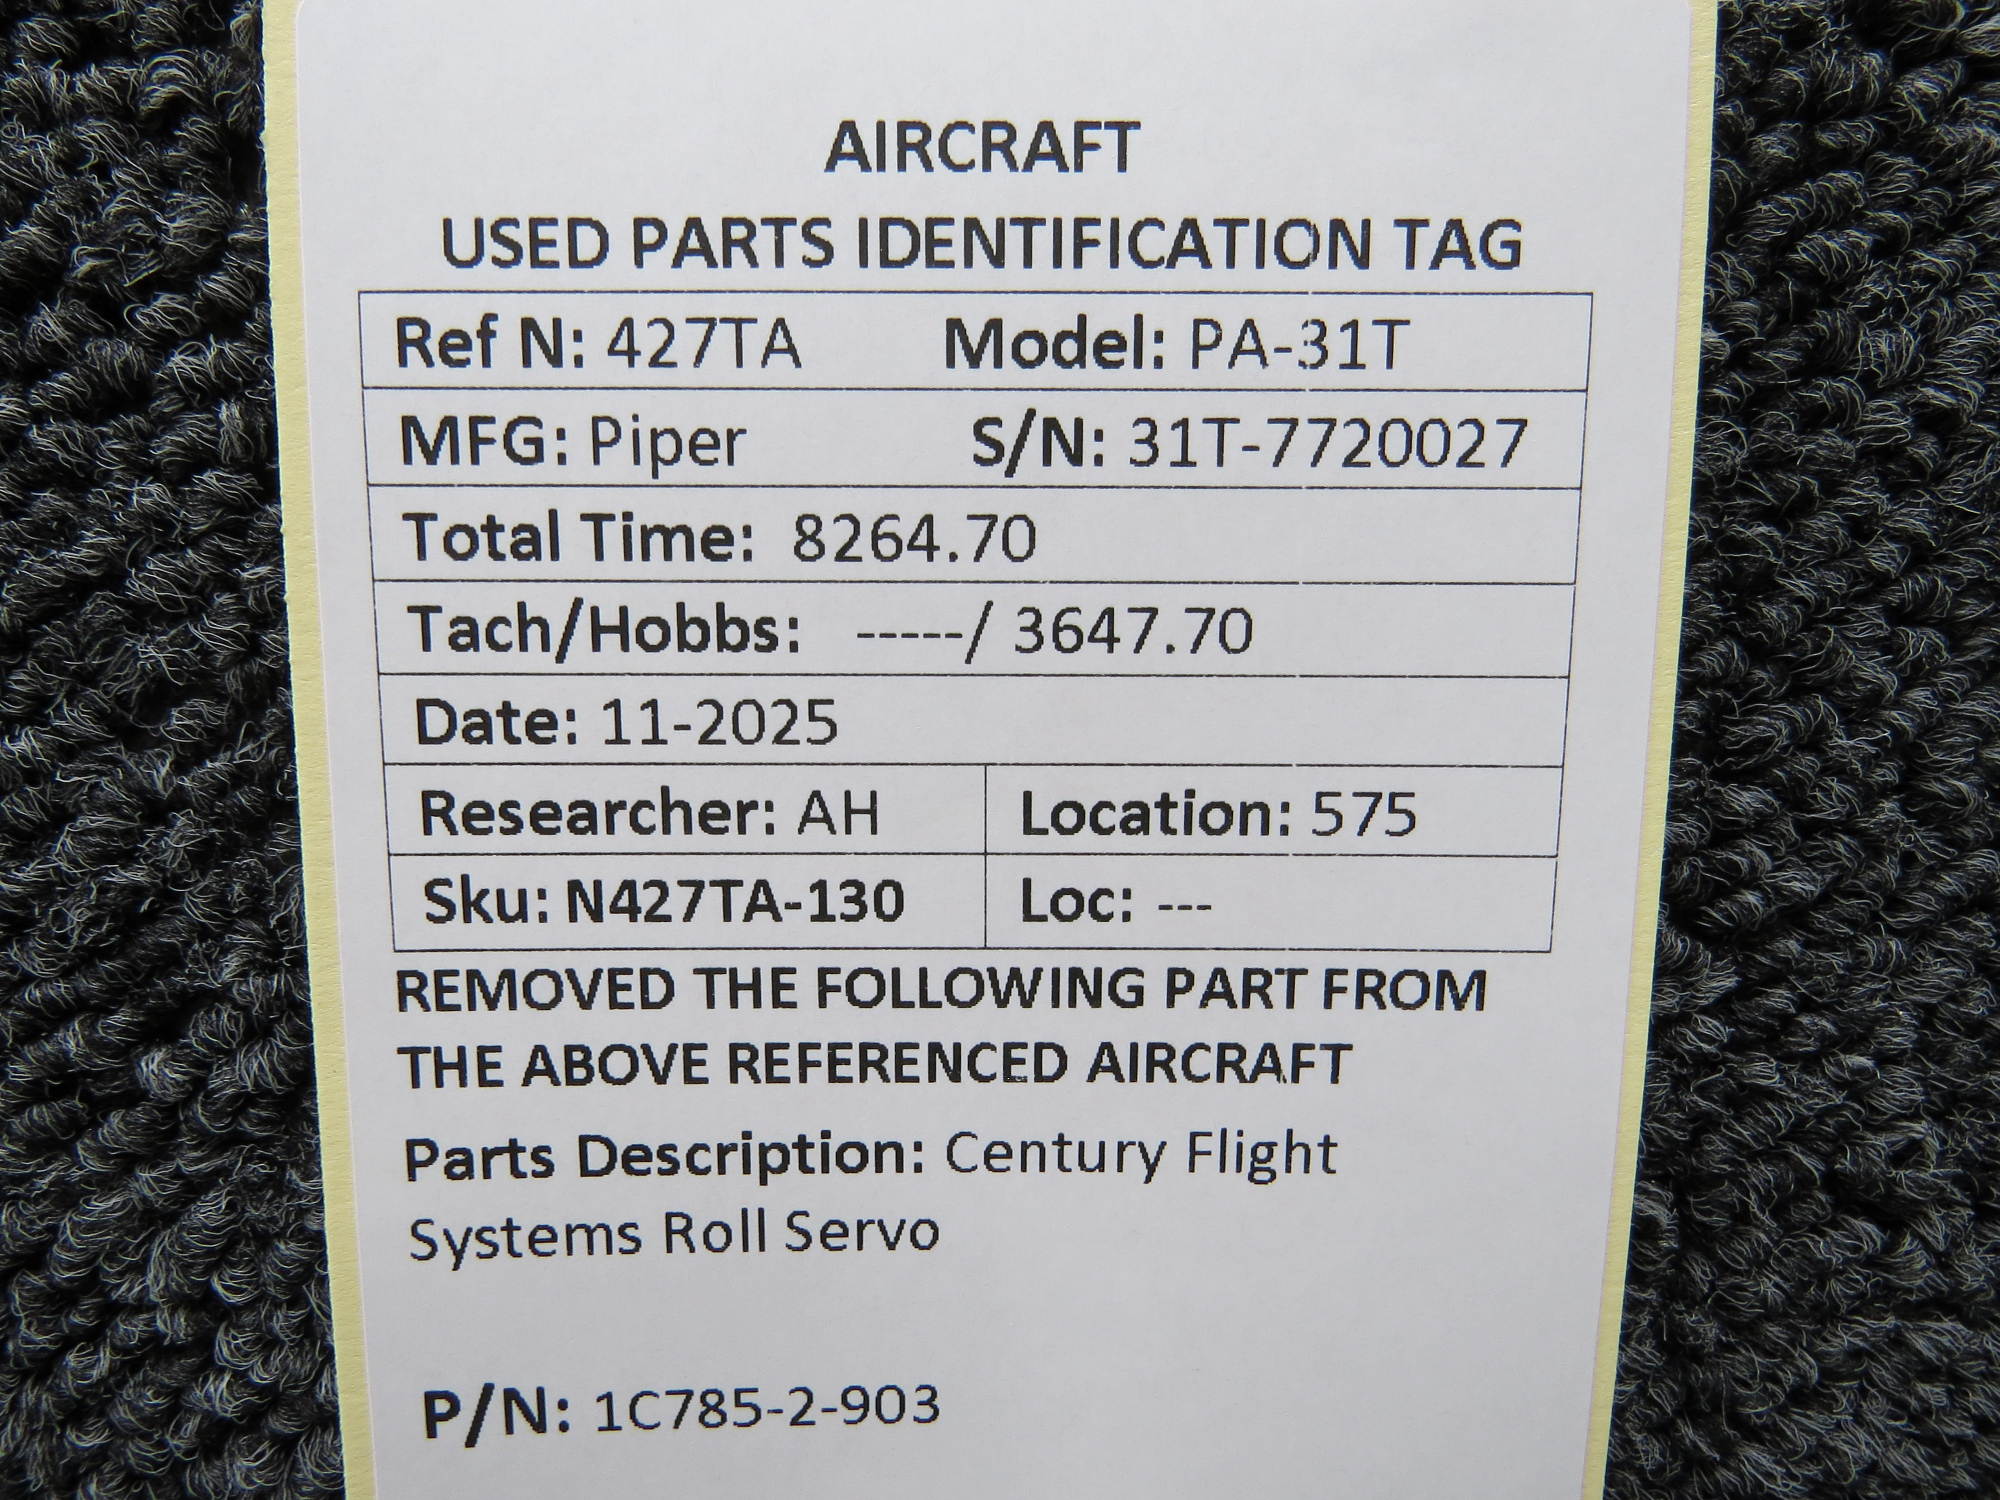 AIRCRAFT
USED PARTS IDENTIFICATION TAG
Ref N: 427TA Model: PA-31T
MFG: Piper S/N: 31T-7720027
Total Time: 8264.70
Tach/Hobbs: -----/ 3647.70
Date: 11-2025
Researcher: AH Location: 575
Sku: N427TA-130 Loc: ---
REMOVED THE FOLLOWING PART FROM
THE ABOVE REFERENCED AIRCRAFT
Parts Description: Century Flight
Systems Roll Servo
P/N: 1C785-2-903